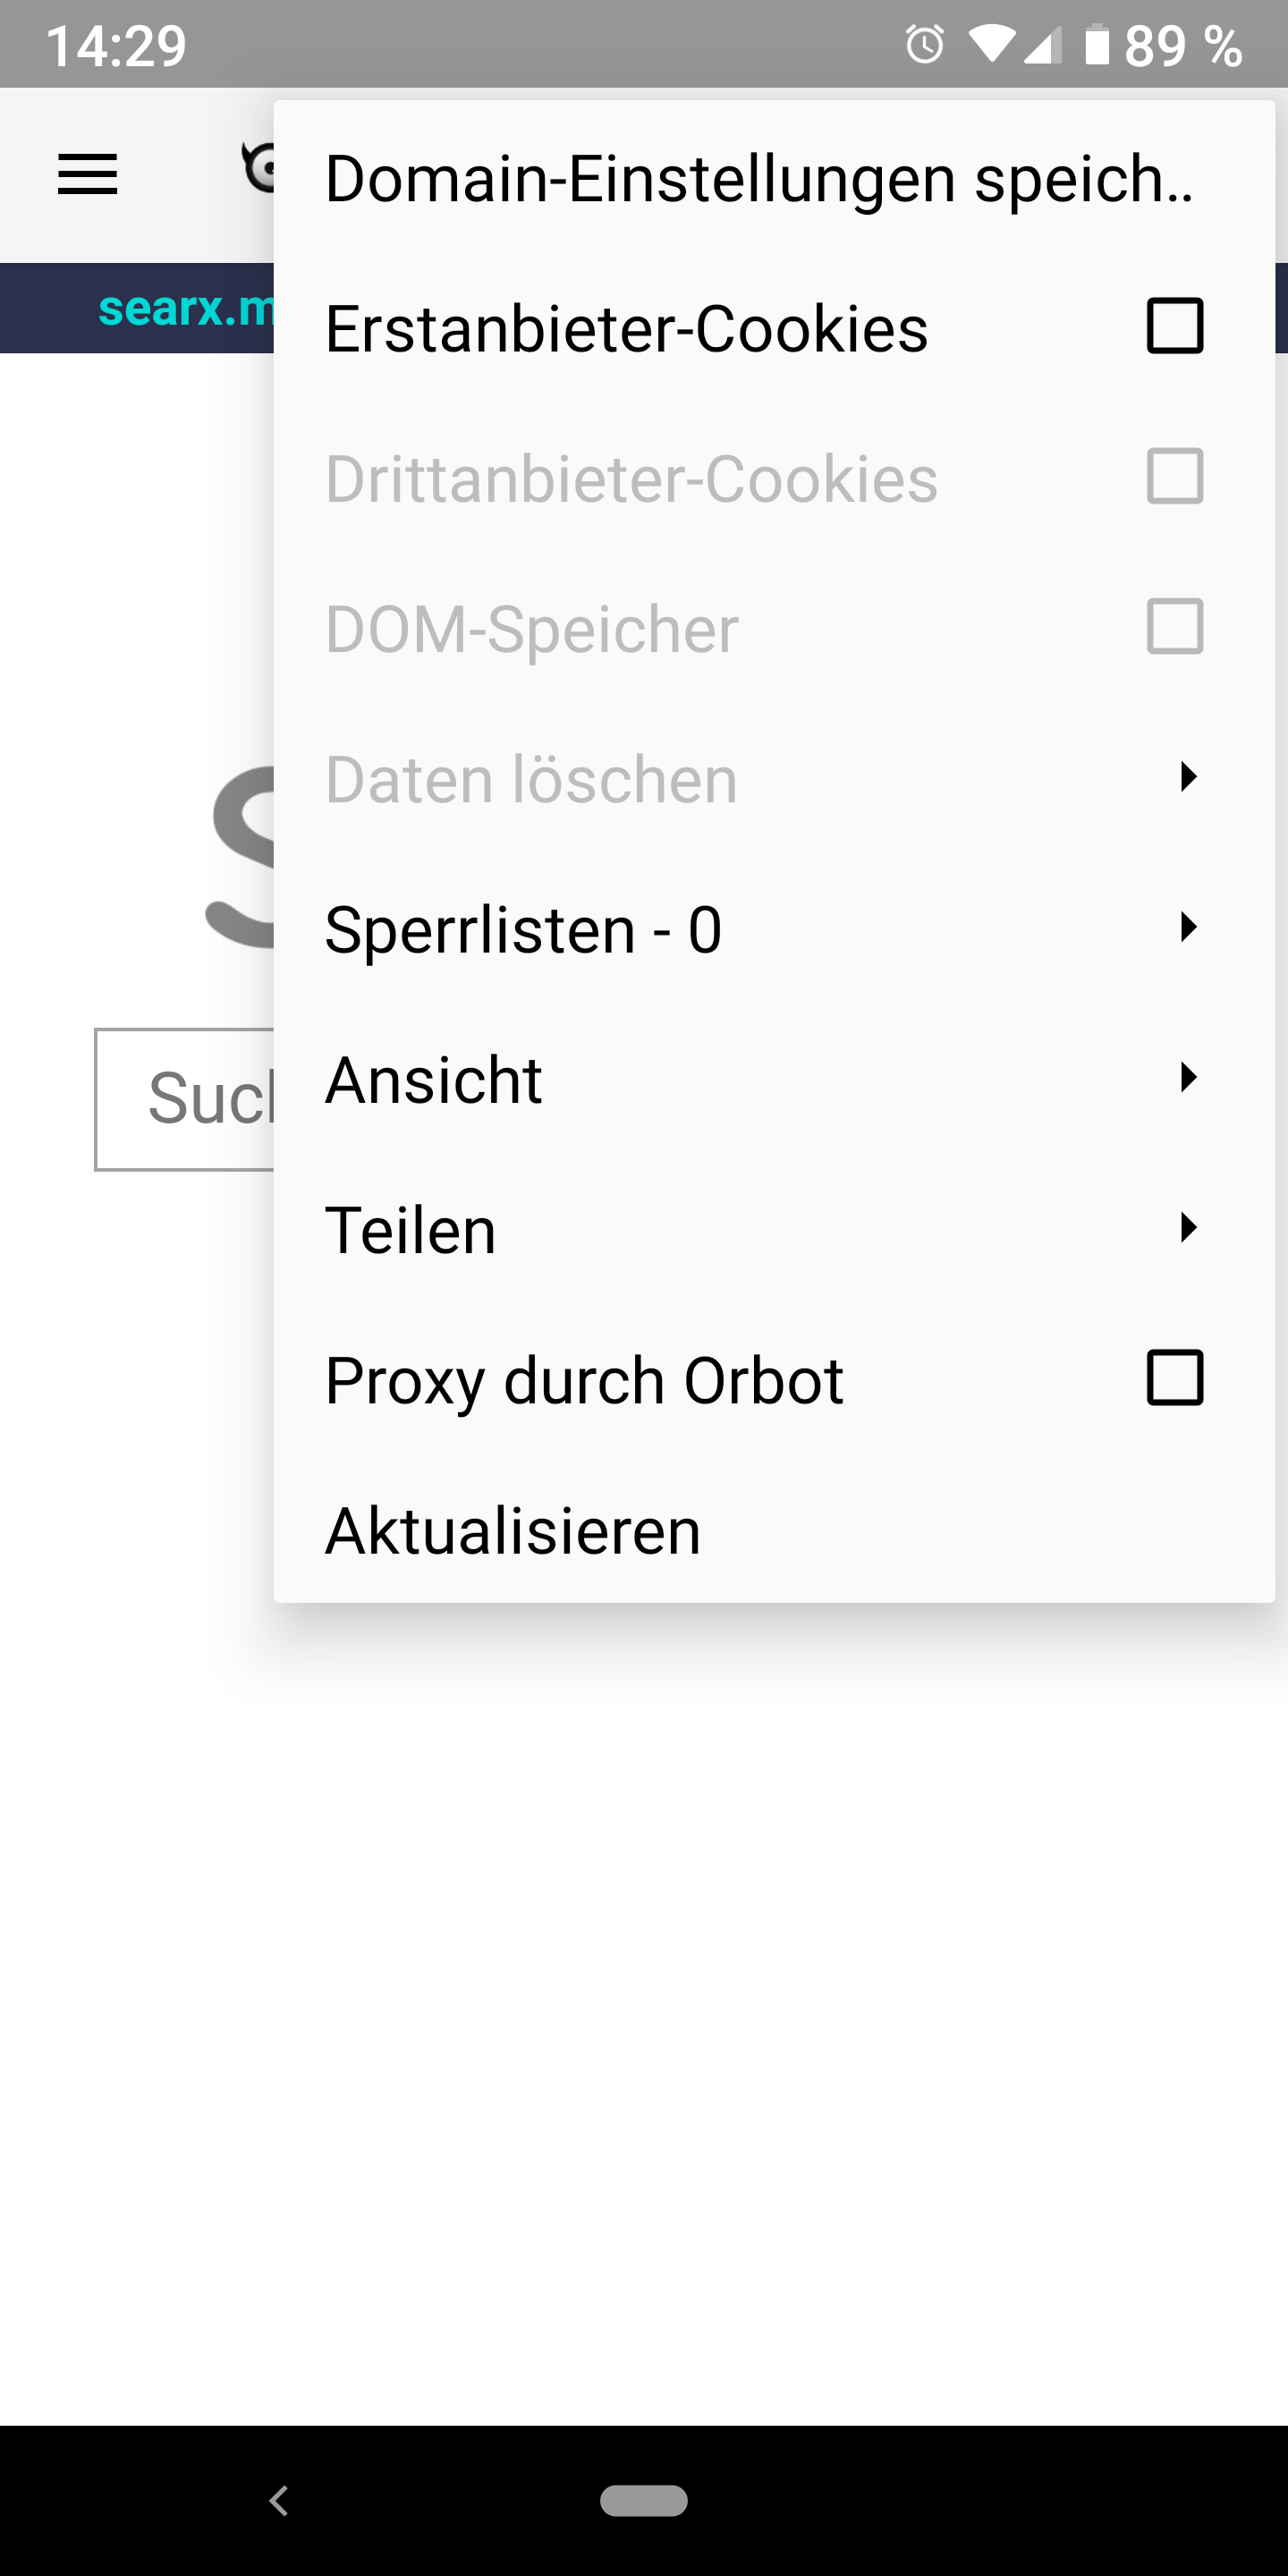 14:29 89 %
Domain-Einstellungen speich..
searx.m
Erstanbieter-Cookies
Drittanbieter-Cookies
DOM-Speicher
Daten löschen
S
Sperrlisten - 0
Ansicht
Suc
Teilen
Proxy durch Orbot
Aktualisieren